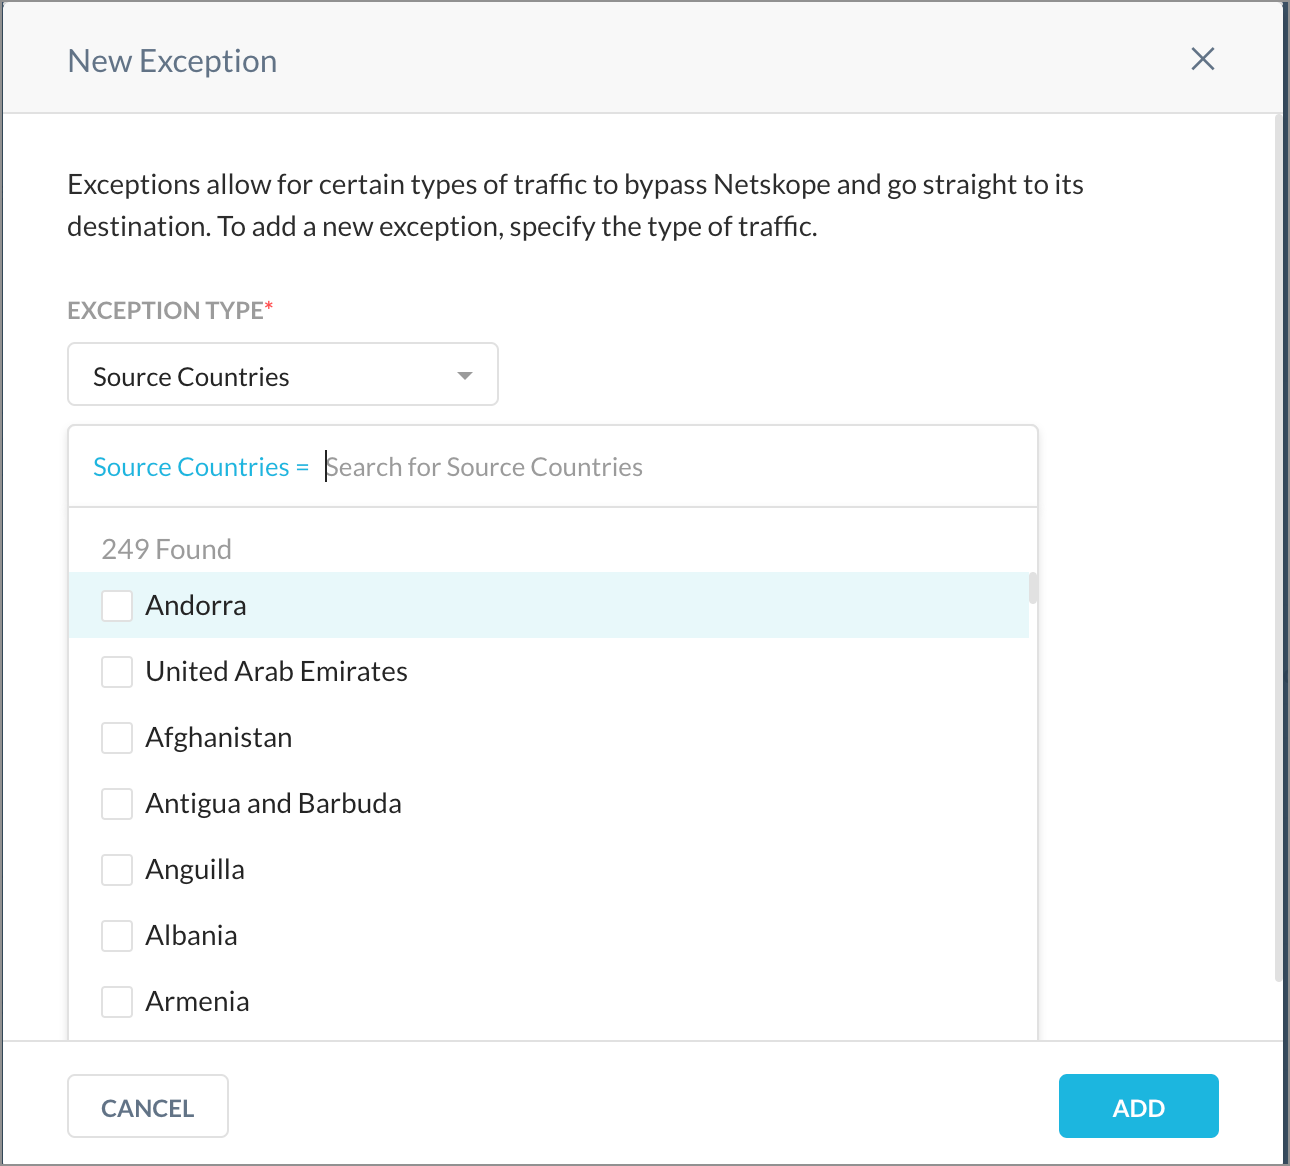 New Exception
Exceptions allow for certain types of traffic to bypass Netskope and go straight to its
destination. To add a new exception, specify the type of traffic.
EXCEPTION TYPE*
Source Countries
Source Countries = Search for Source Countries
249 Found
Andorra
United Arab Emirates
Afghanistan
Antigua and Barbuda
Anguilla
Albania
Armenia
CANCEL
ADD